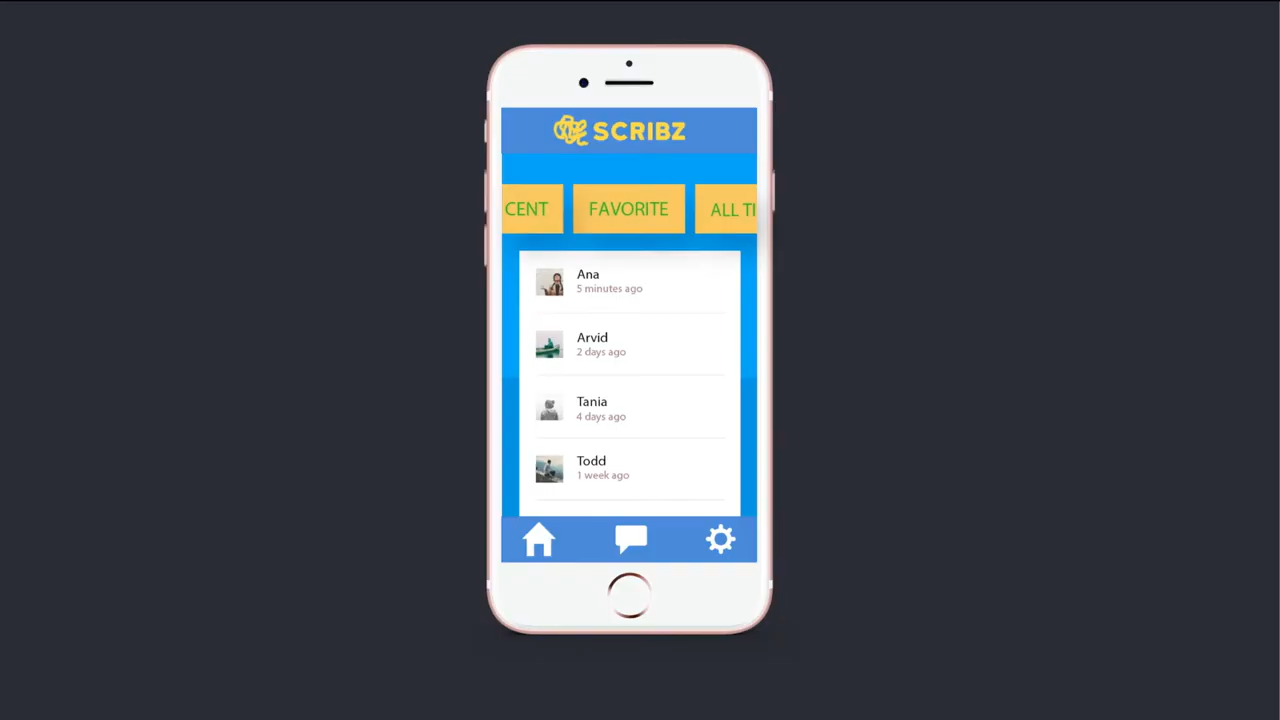 SCRIBZ
CENT FAVORITE ALL TI
Ana
5 minutes ago
Arvid
2 days ago
Tania
4 days ago
Todd
1 week ago